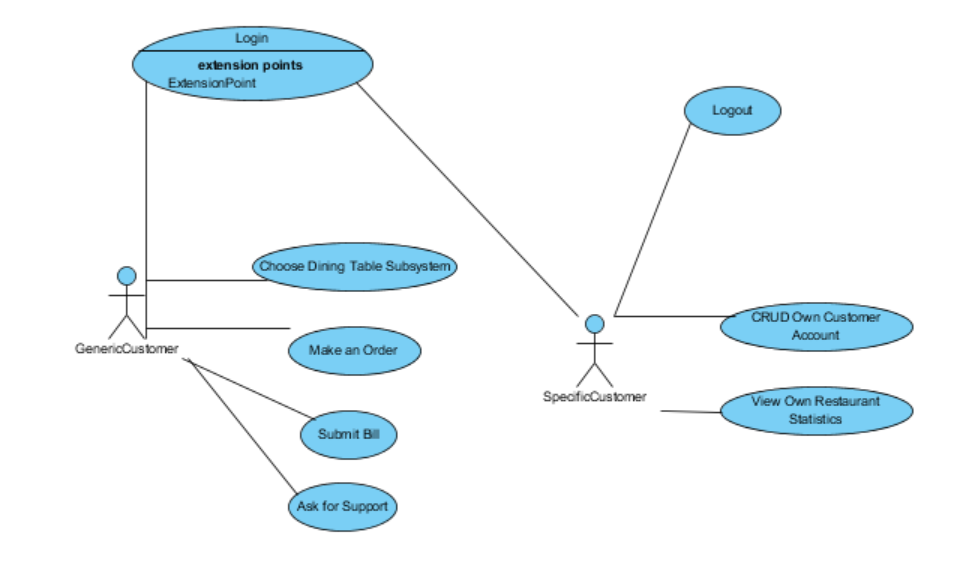 Login
extension points
ExtensionPoint
Logout
Choose Dining Table Subsystem
CRUD Own Customer
Account
GenericCustomer
Make an Order
SpecificCustomer
View Own Restaurant
Statistics
Submit Bill
Ask for Support